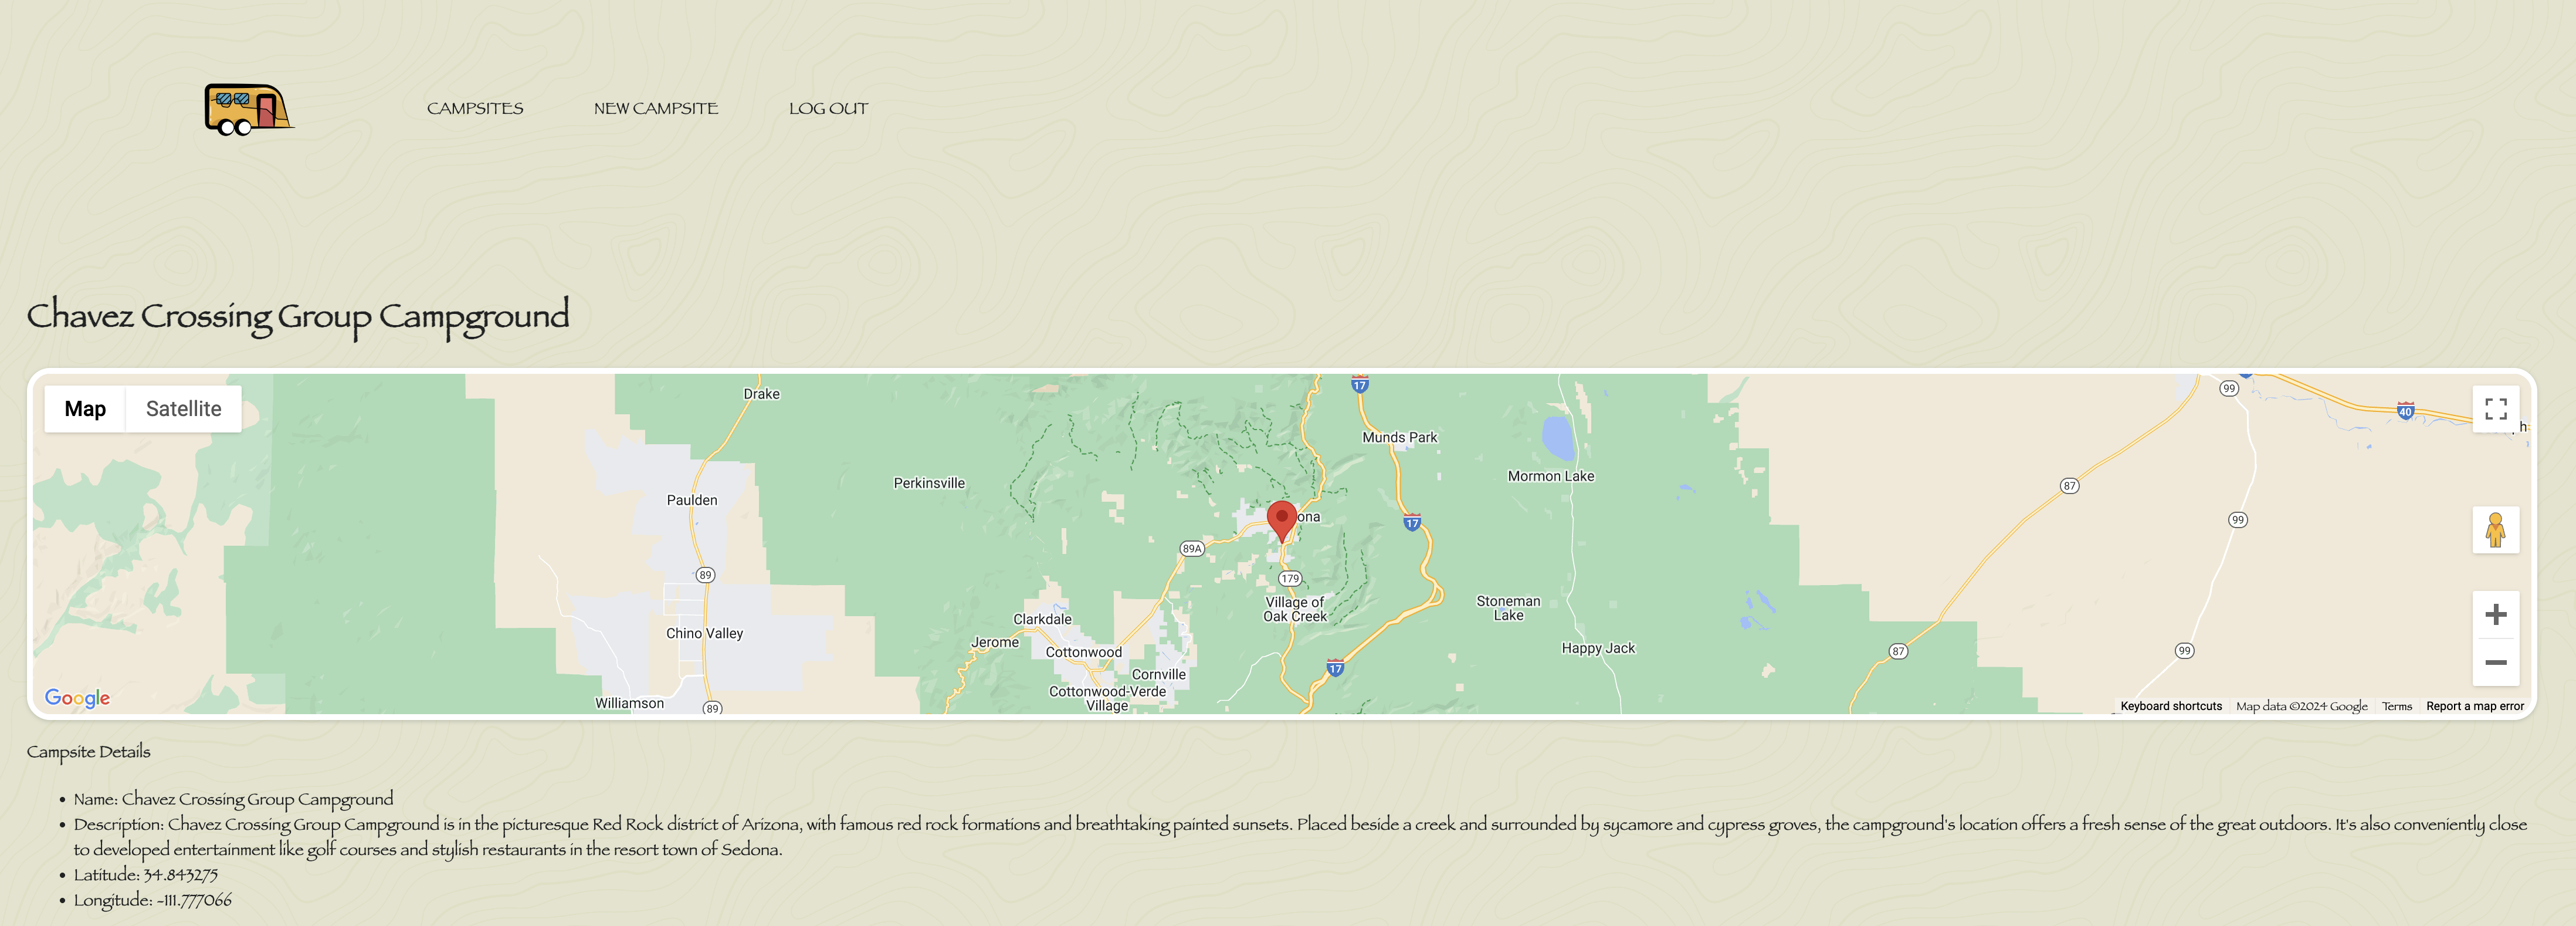 CAMPSITES NEW CAMPSITE LOG OUT
Chavez Crossing Group Campground
Map Satellite
Drake
17
99
40
Munds Park
Mormon Lake
Perkinsville
87
Paulden
99
17
89A
89
179
Village of
Oak Creek
Stoneman
Lake
Clarkdale
Chino Valley
Jerome
Happy Jack
Cottonwood
87
99
17
Cornville
Cottonwood-Verde
Village
Williamson
89
Google
Keyboard shortcuts Map data ©2024 Google Terms Report a map error
Campsite Details
• Name: Chavez Crossing Group Campground
• Description: Chavez Crossing Group Campground is in the picturesque Red Rock district of Arizona, with famous red rock formations and breathtaking painted sunsets. Placed beside a creek and surrounded by sycamore and cypress groves, the campground's location offers a fresh sense of the great outdoors. It's also conveniently close
to developed entertainment like golf courses and stylish restaurants in the resort town of Sedona.
• Latitude: 34.843275
• Longitude: -111.777066